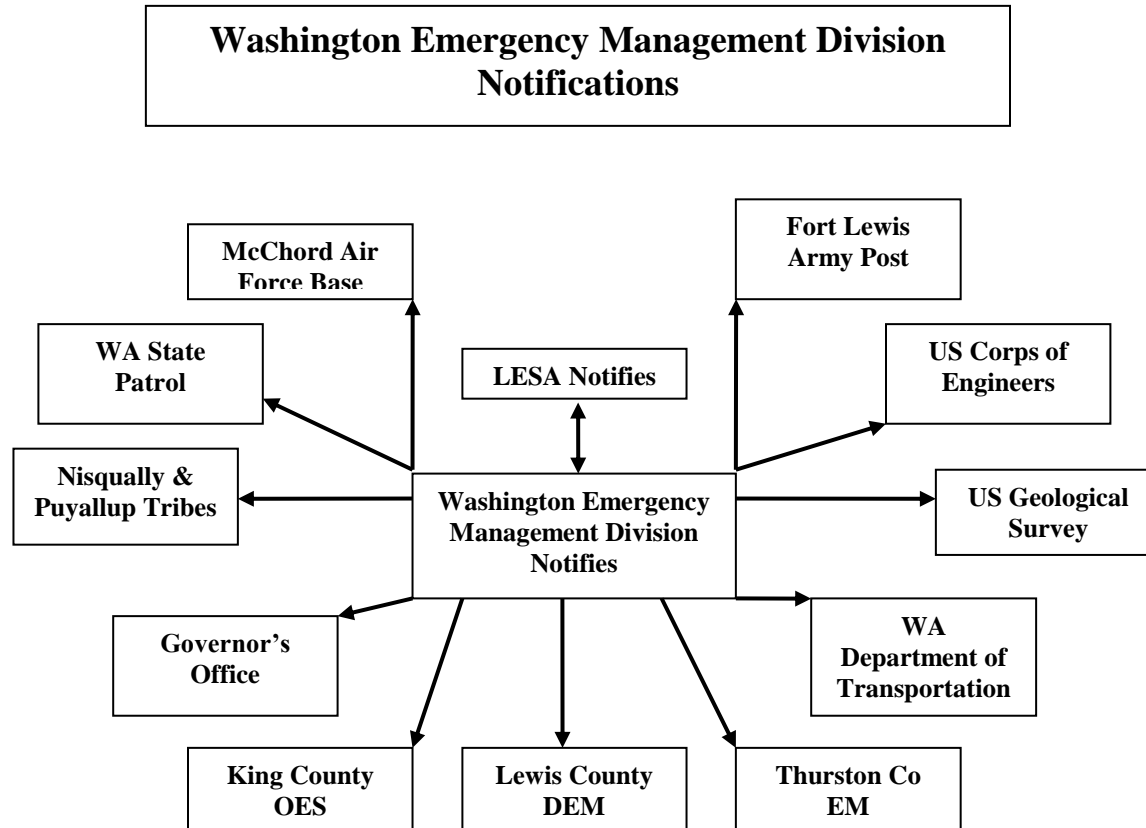 Washington Emergency Management Division
Notifications
McChord Air
Force Base
Fort Lewis
Army Post
WA State
Patrol
LESA Notifies
US Corps of
Engineers
Nisqually &
Puyallup Tribes
Washington Emergency
Management Division
Notifies
US Geological
Survey
Governor’s
Office
WA
Department of
Transportation
King County
OES
Lewis County
DEM
Thurston Co
EM